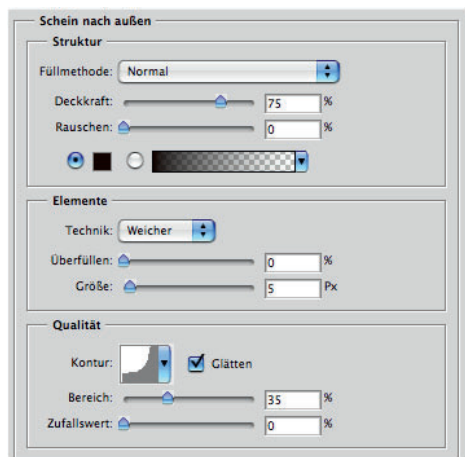 Schein nach außen
Struktur
Füllmethode: Normal
Deckkraft: 75 %
Rauschen: 0 %
Elemente
Technik: Weicher
Überfüllen: 0 %
Größe: 5 Px
Qualität
Kontur: Glätten
Bereich: 35 %
Zufallswert: 0 %